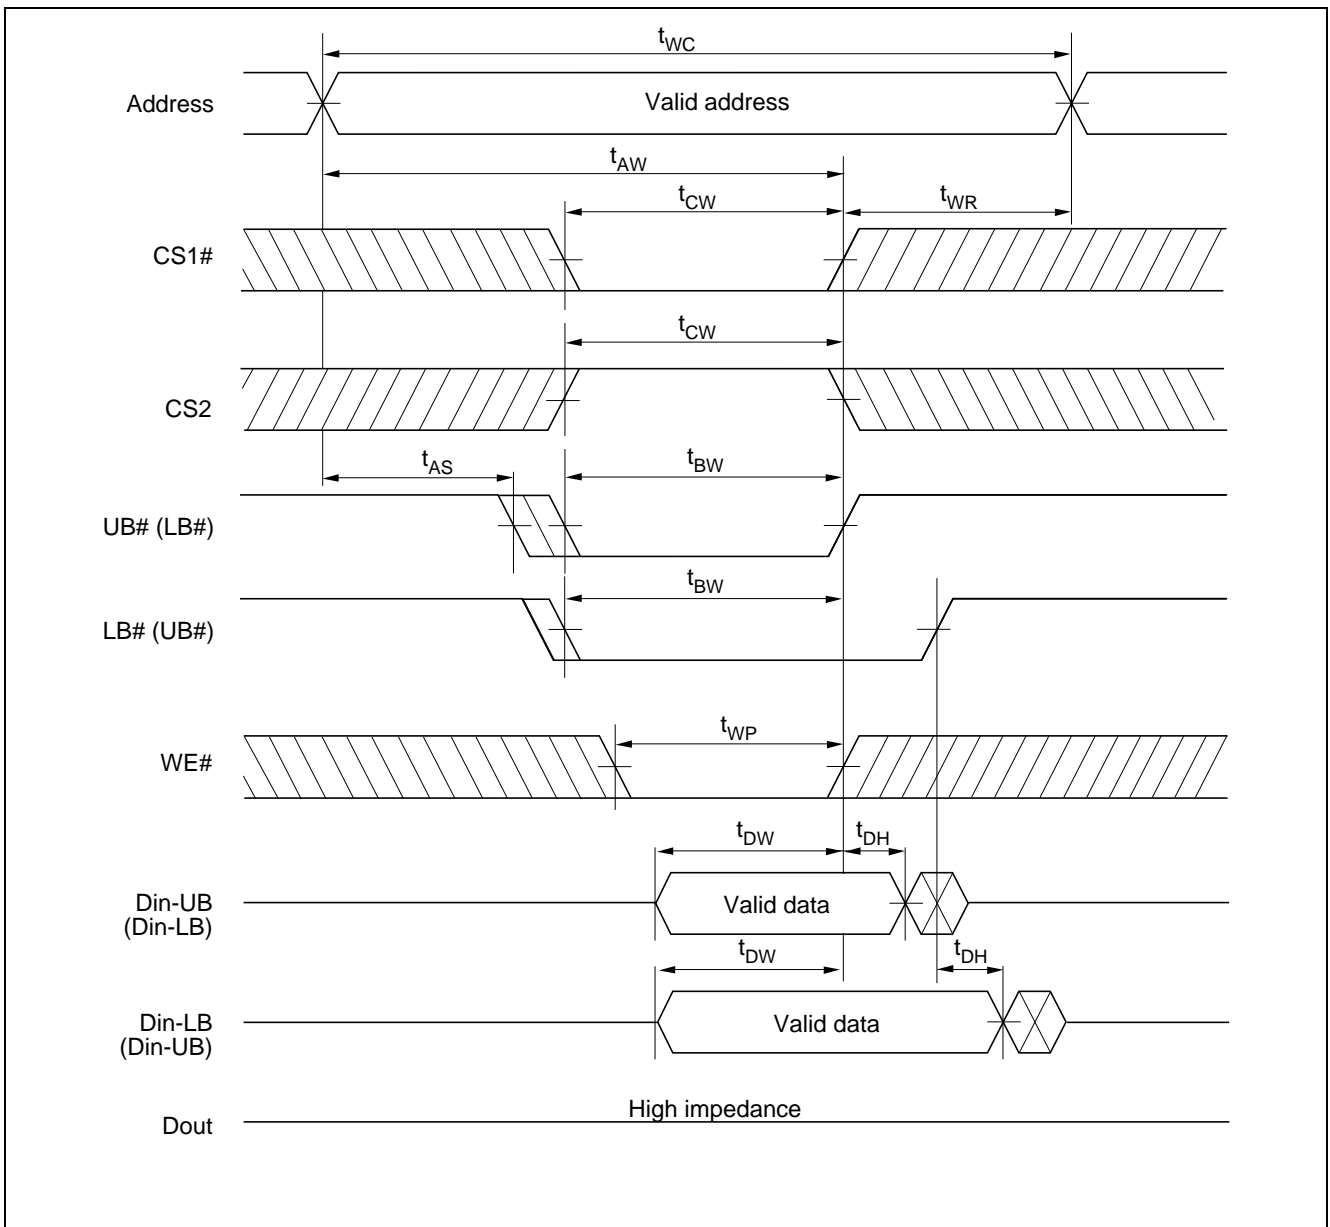 tWC
Address
Valid address
tAW
tCW
tWR
CS1#
tCW
CS2
tAS
tBW
UB# (LB#)
tBW
LB# (UB#)
tWP
WE#
tDW
tDH
Din-UB
(Din-LB)
Valid data
tDW
tDH
Din-LB
(Din-UB)
Valid data
High impedance
Dout